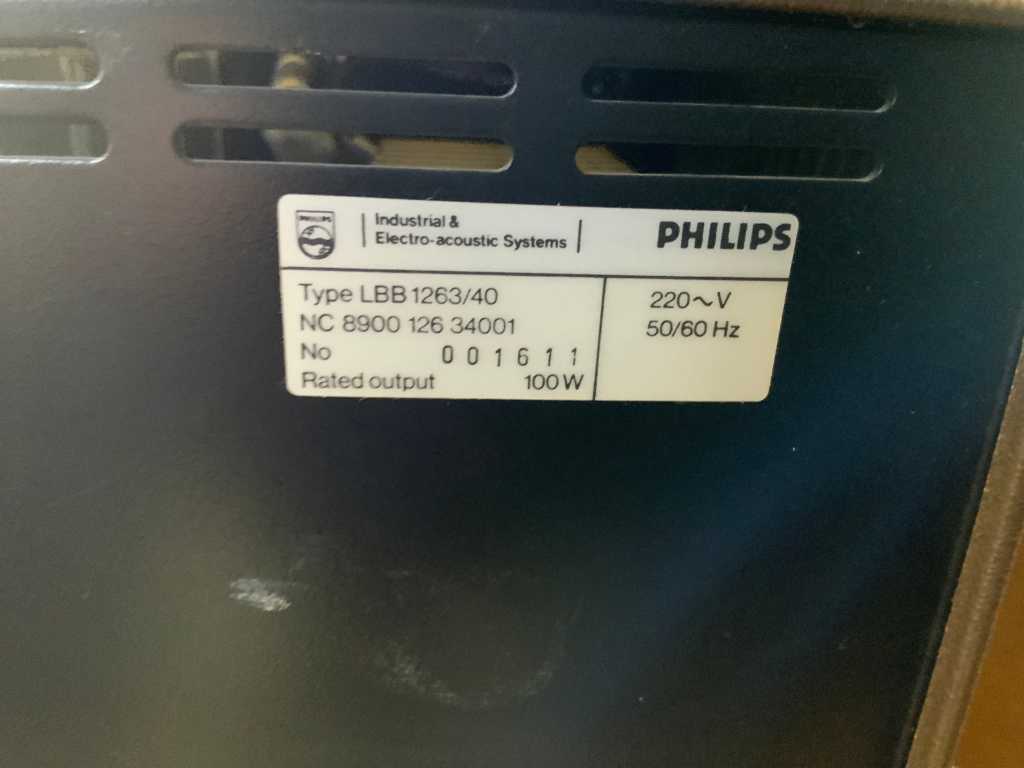 PHILIPS
Industrial &
Electro-acoustic Systems
PHILIPS
Type LBB 1263/40
NC 8900 126 34001
No 001611
Rated output 100W
220~V
50/60 Hz